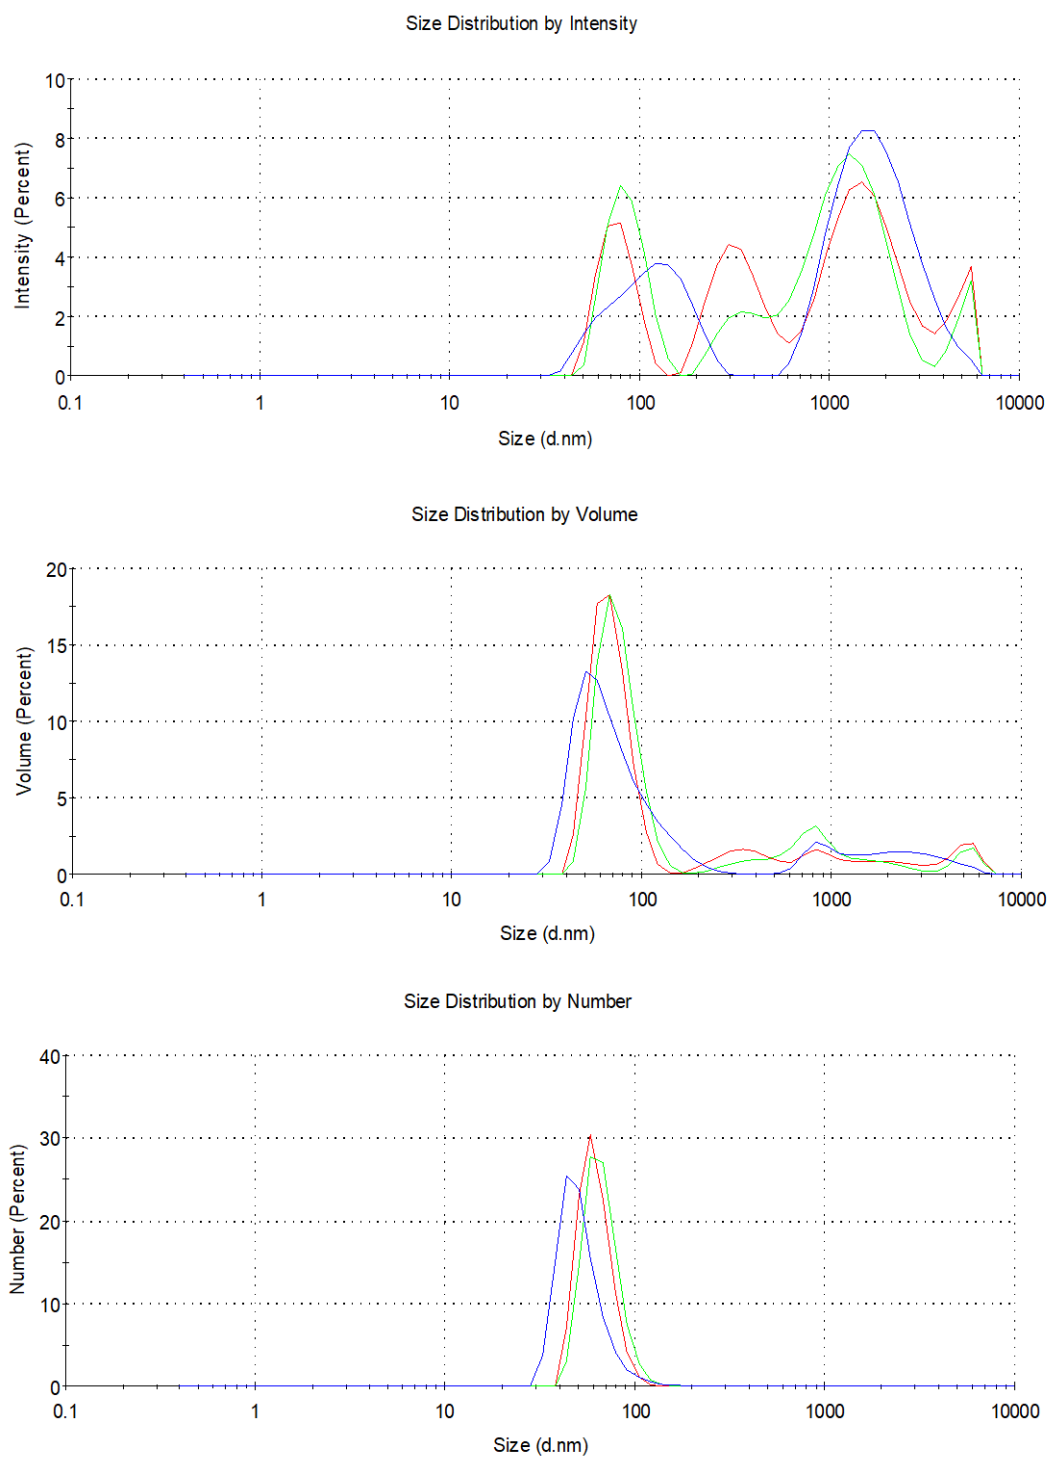 Size Distribution by Intensity
10
8
6
4
2
0
Intensity (Percent)
0.1 1 10 100 1000 10000
Size (d.nm)
Size Distribution by Volume
20
15
10
5
0
Volume (Percent)
0.1 1 10 100 1000 10000
Size (d.nm)
Size Distribution by Number
40
30
20
10
0
Number (Percent)
0.1 1 10 100 1000 10000
Size (d.nm)